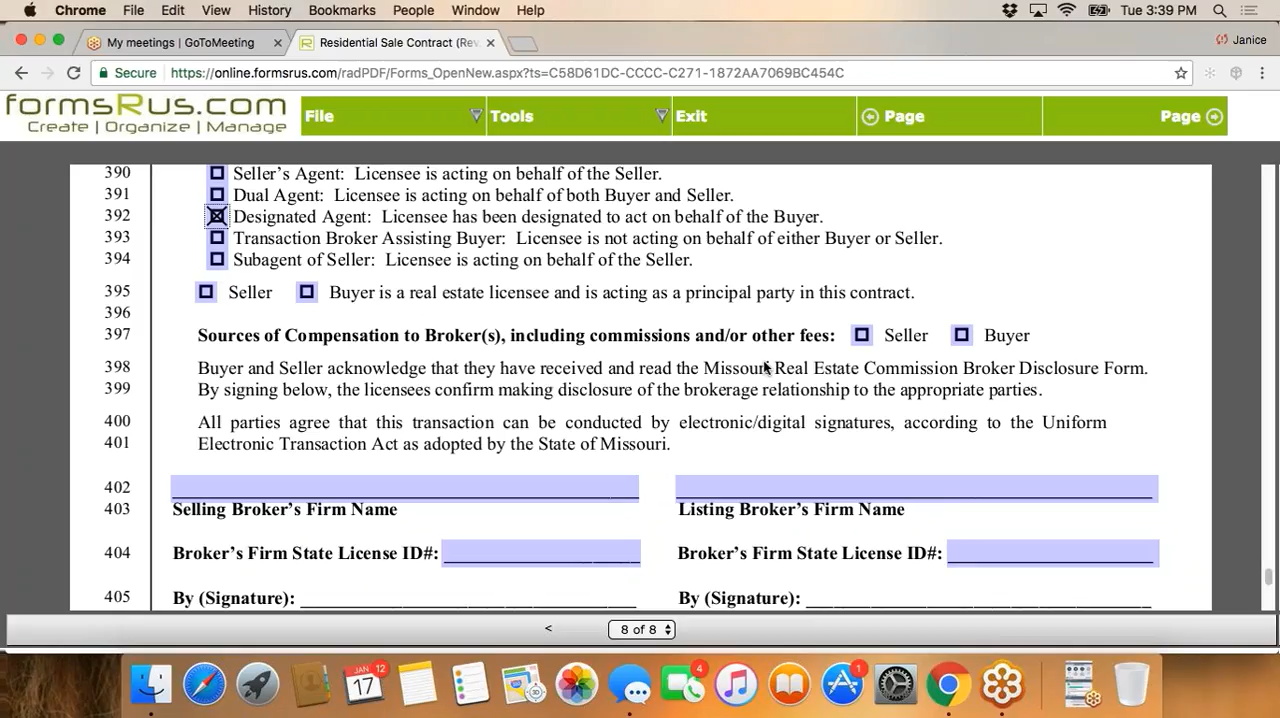 Chrome File Edit View History Bookmarks People Window Help Tue 3:39 PM
My meetings | GoToMeeting × Residential Sale Contract (Rev. × Janice
Secure https://online.formsrus.com/radPDF/Forms_OpenNew.aspx?ts=C58D61DC-CCCC-C271-1872AA7069BC454C
formsRus.com
Create | Organize | Manage
File Tools Exit Page Page
390 Seller's Agent: Licensee is acting on behalf of the Seller.
391 Dual Agent: Licensee is acting on behalf of both Buyer and Seller.
392 Designated Agent: Licensee has been designated to act on behalf of the Buyer.
393 Transaction Broker Assisting Buyer: Licensee is not acting on behalf of either Buyer or Seller.
394 Subagent of Seller: Licensee is acting on behalf of the Seller.
395 Seller Buyer is a real estate licensee and is acting as a principal party in this contract.
396
397 Sources of Compensation to Broker(s), including commissions and/or other fees: Seller Buyer
398 Buyer and Seller acknowledge that they have received and read the Missouri Real Estate Commission Broker Disclosure Form.
399 By signing below, the licensees confirm making disclosure of the brokerage relationship to the appropriate parties.
400 All parties agree that this transaction can be conducted by electronic/digital signatures, according to the Uniform
401 Electronic Transaction Act as adopted by the State of Missouri.
402
403 Selling Broker's Firm Name Listing Broker's Firm Name
404 Broker's Firm State License ID#: Broker's Firm State License ID#:
405 By (Signature): By (Signature):
< 8 of 8
JAN 12 17 4 1